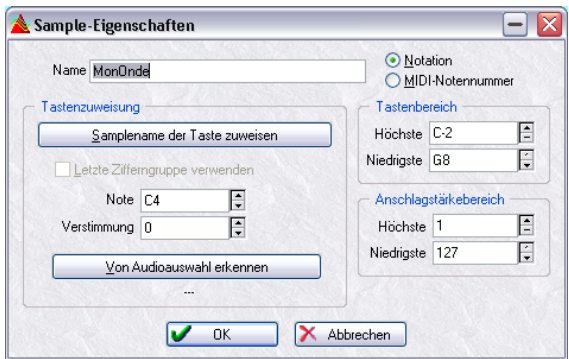 Sample-Eigenschaften
Name MonOnde
Notation
MIDI-Notennummer
Tastenzuweisung
Samplename der Taste zuweisen
Letzte Zifferngruppe verwenden
Note C4
Verstimmung 0
Von Audioauswahl erkennen
...
Tastenbereich
Höchste C-2
Niedrigste G8
Anschlagstärkebereich
Höchste 1
Niedrigste 127
OK
Abbrechen